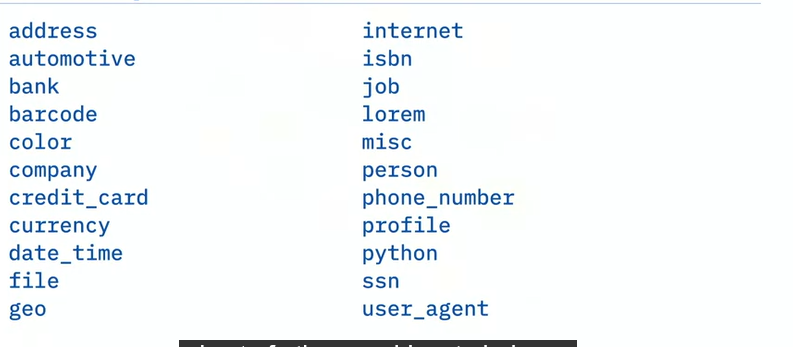 address
automotive
bank
barcode
color
company
credit_card
currency
date_time
file
geo
internet
isbn
job
lorem
misc
person
phone_number
profile
python
ssn
user_agent